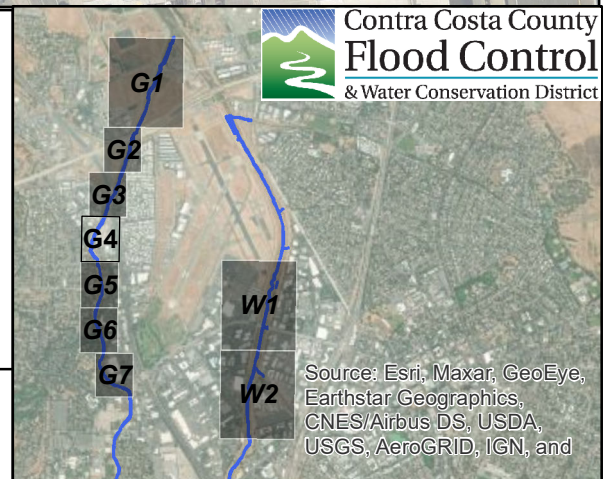 Contra Costa County
Flood Control
& Water Conservation District
G1
G2
G3
G4
G5
G6
G7
W1
W2
Source: Esri, Maxar, GeoEye,
Earthstar Geographics,
CNES/Airbus DS, USDA,
USGS, AeroGRID, IGN, and